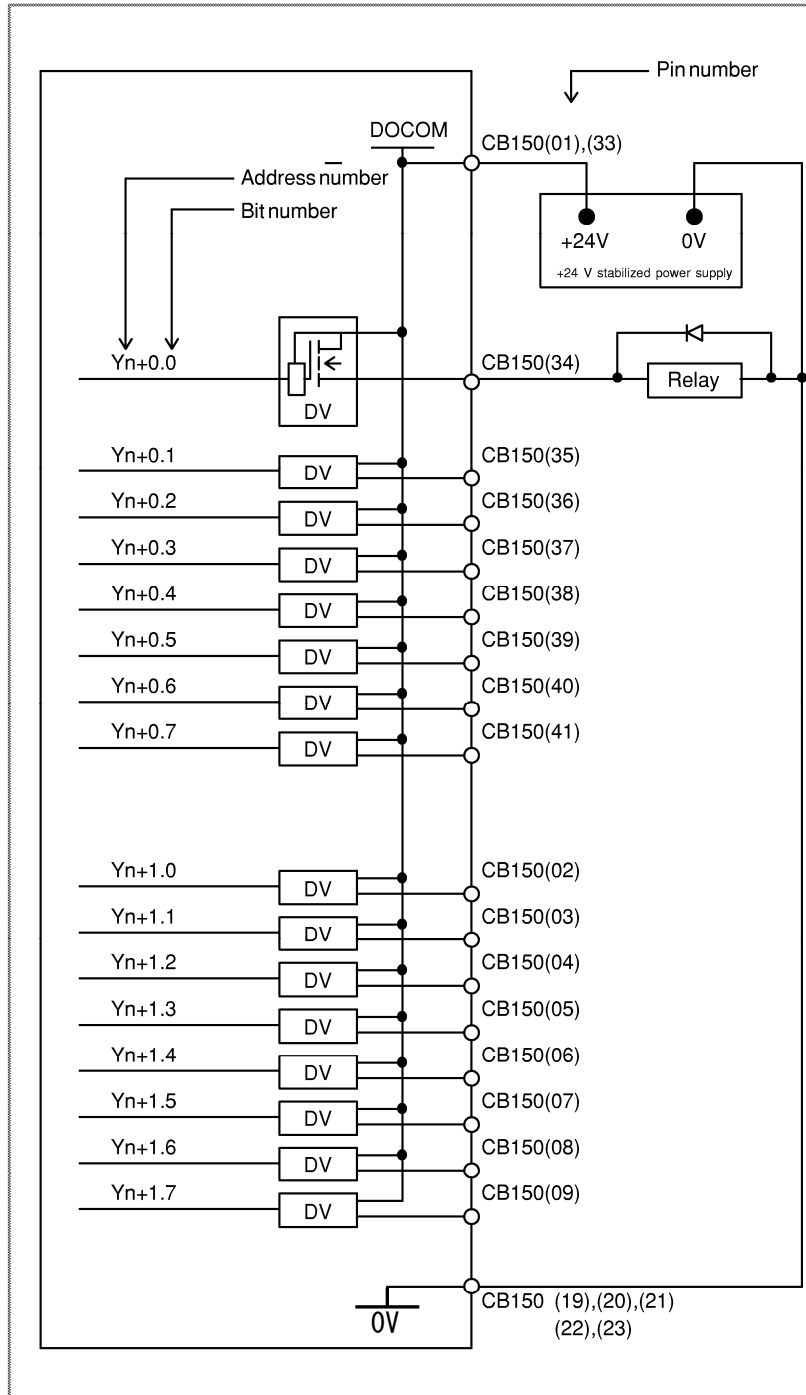 Pin number
DOCOM
CB150(01),(33)
Address number
Bit number
+24V 0V
+24 V stabilized power supply
Yn+0.0
DV
CB150(34)
Relay
Yn+0.1 DV CB150(35)
Yn+0.2 DV CB150(36)
Yn+0.3 DV CB150(37)
Yn+0.4 DV CB150(38)
Yn+0.5 DV CB150(39)
Yn+0.6 DV CB150(40)
Yn+0.7 DV CB150(41)
Yn+1.0 DV CB150(02)
Yn+1.1 DV CB150(03)
Yn+1.2 DV CB150(04)
Yn+1.3 DV CB150(05)
Yn+1.4 DV CB150(06)
Yn+1.5 DV CB150(07)
Yn+1.6 DV CB150(08)
Yn+1.7 DV CB150(09)
0V
CB150 (19),(20),(21)
(22),(23)